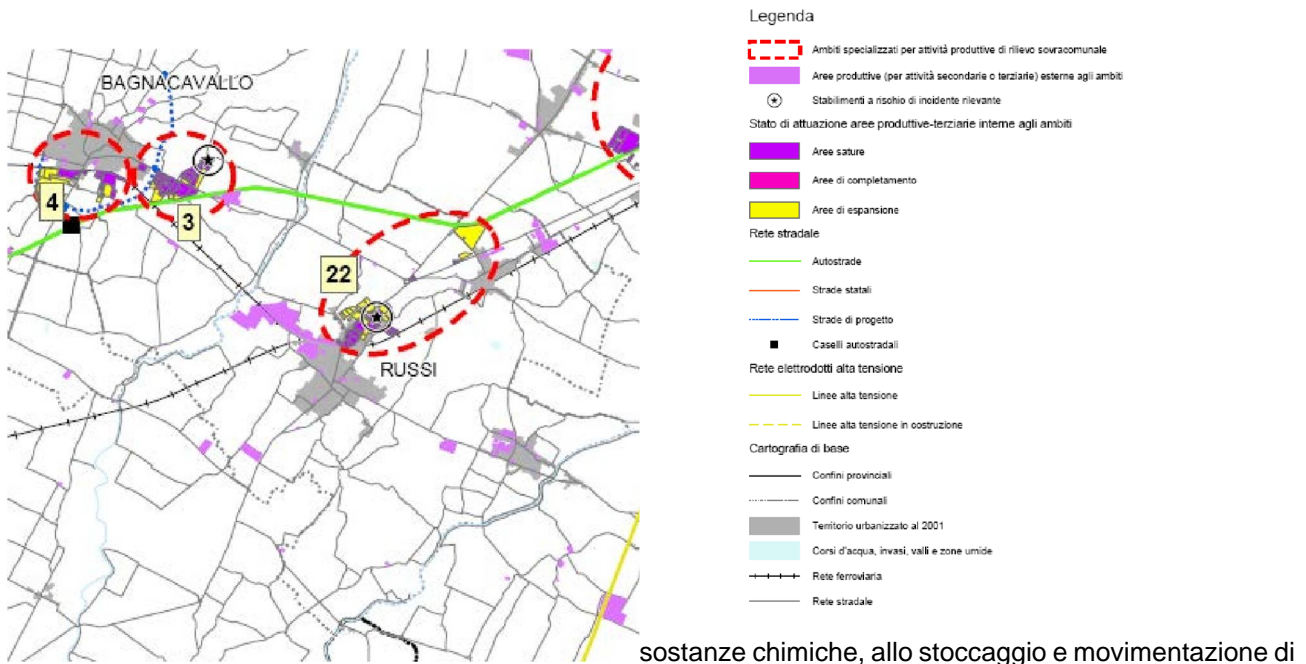 BAGNACAVALLO
4
3
22
RUSSI
Legenda
Ambiti specializzati per attività produttive di rilievo sovracomunale
Aree produttive (per attività secondarie o terziarie) esterne agli ambiti
Stabilimenti a rischio di incidente rilevante
Stato di attuazione aree produttive-terziarie interne agli ambiti
Aree sature
Aree di completamento
Aree di espansione
Rete stradale
Autostrade
Strade statali
Strade di progetto
Caselli autostradali
Rete elettrodotti alta tensione
Linee alta tensione
Linee alta tensione in costruzione
Cartografia di base
Confini provinciali
Confini comunali
Territorio urbanizzato al 2001
Corsi d'acqua, invasi, valli e zone umide
Rete ferroviaria
Rete stradale
sostanze chimiche, allo stoccaggio e movimentazione di